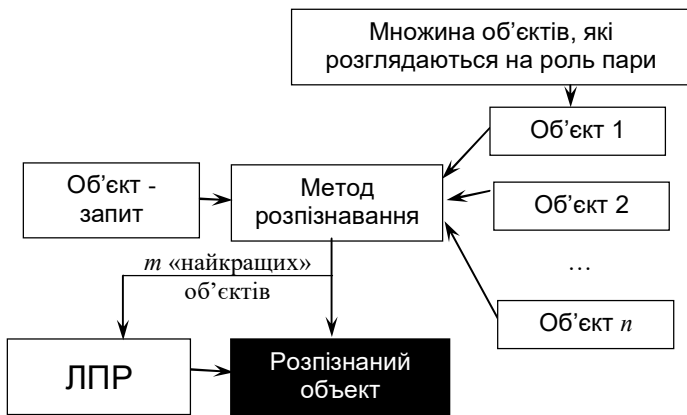 Множина об’єктів, які
розглядаються на роль пари
Об’єкт 1
Об’єкт -
запит
Метод
розпізнавання
Об’єкт 2
...
m «найкращих»
об’єктів
Об’єкт n
ЛПР
Розпізнаний
объект